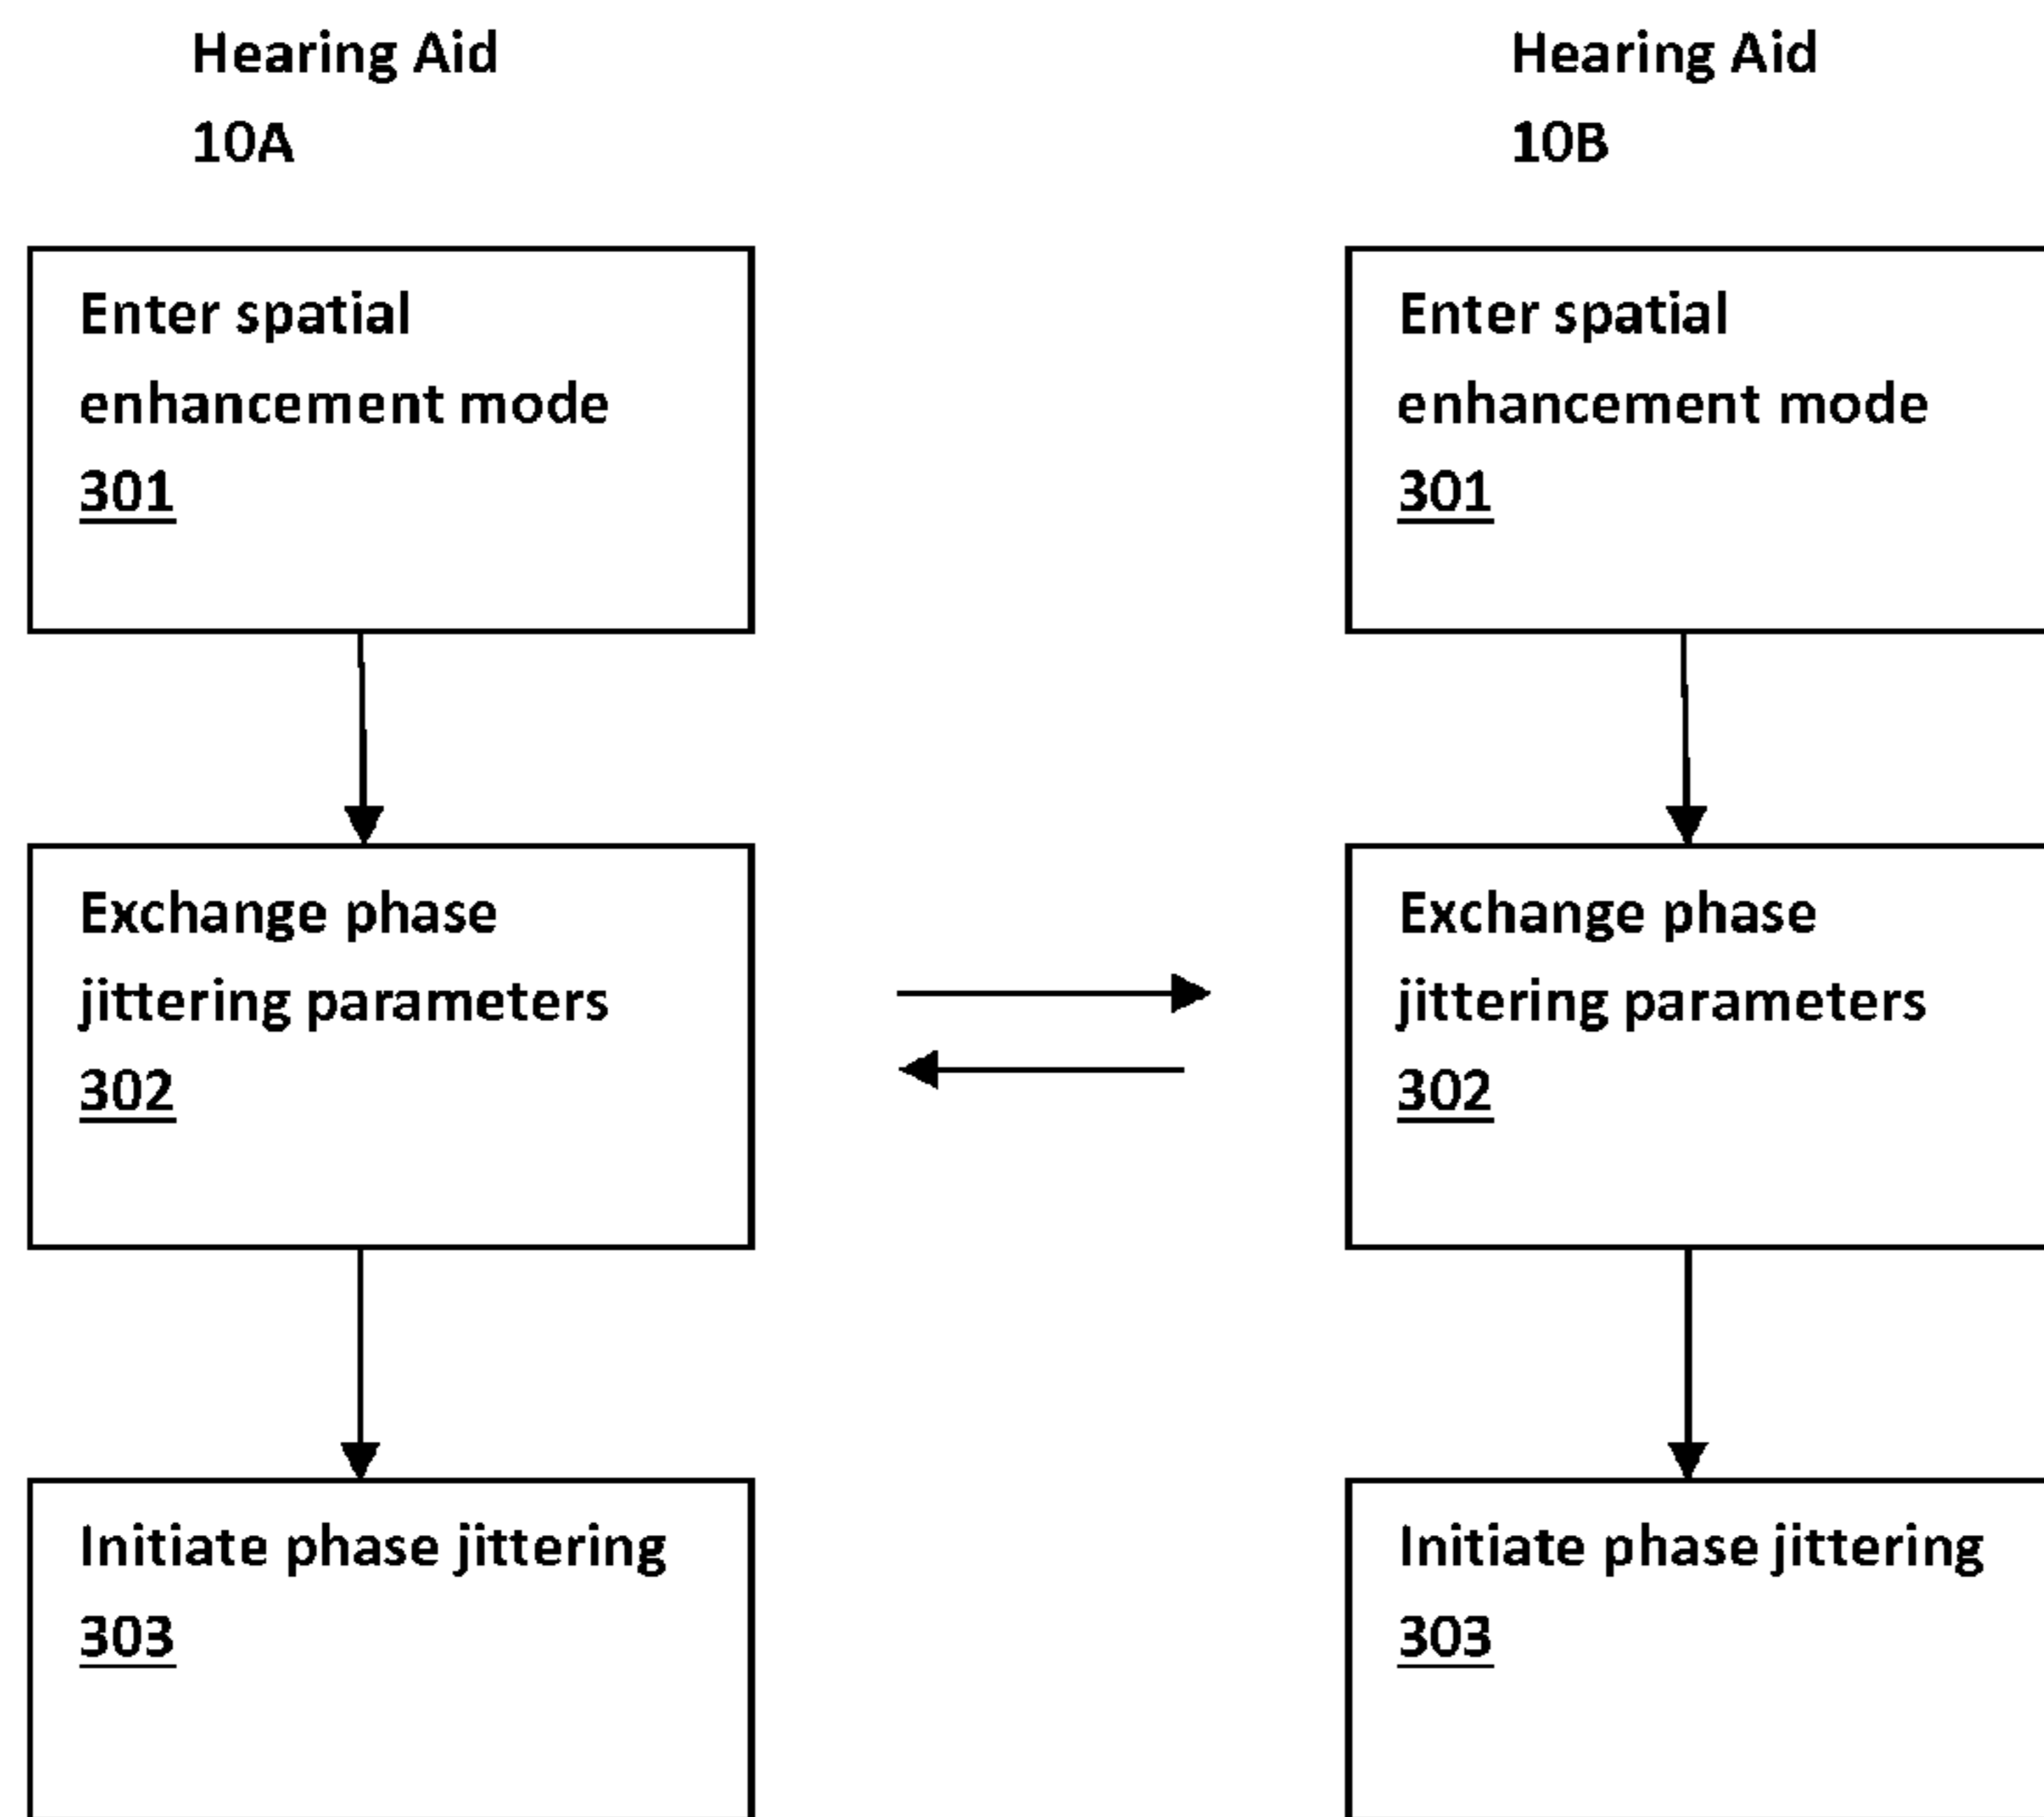 Hearing Aid
10A
Enter spatial
enhancement mode
301
Exchange phase
jittering parameters
302
Initiate phase jittering
303
Hearing Aid
10B
Enter spatial
enhancement mode
301
Exchange phase
jittering parameters
302
Initiate phase jittering
303